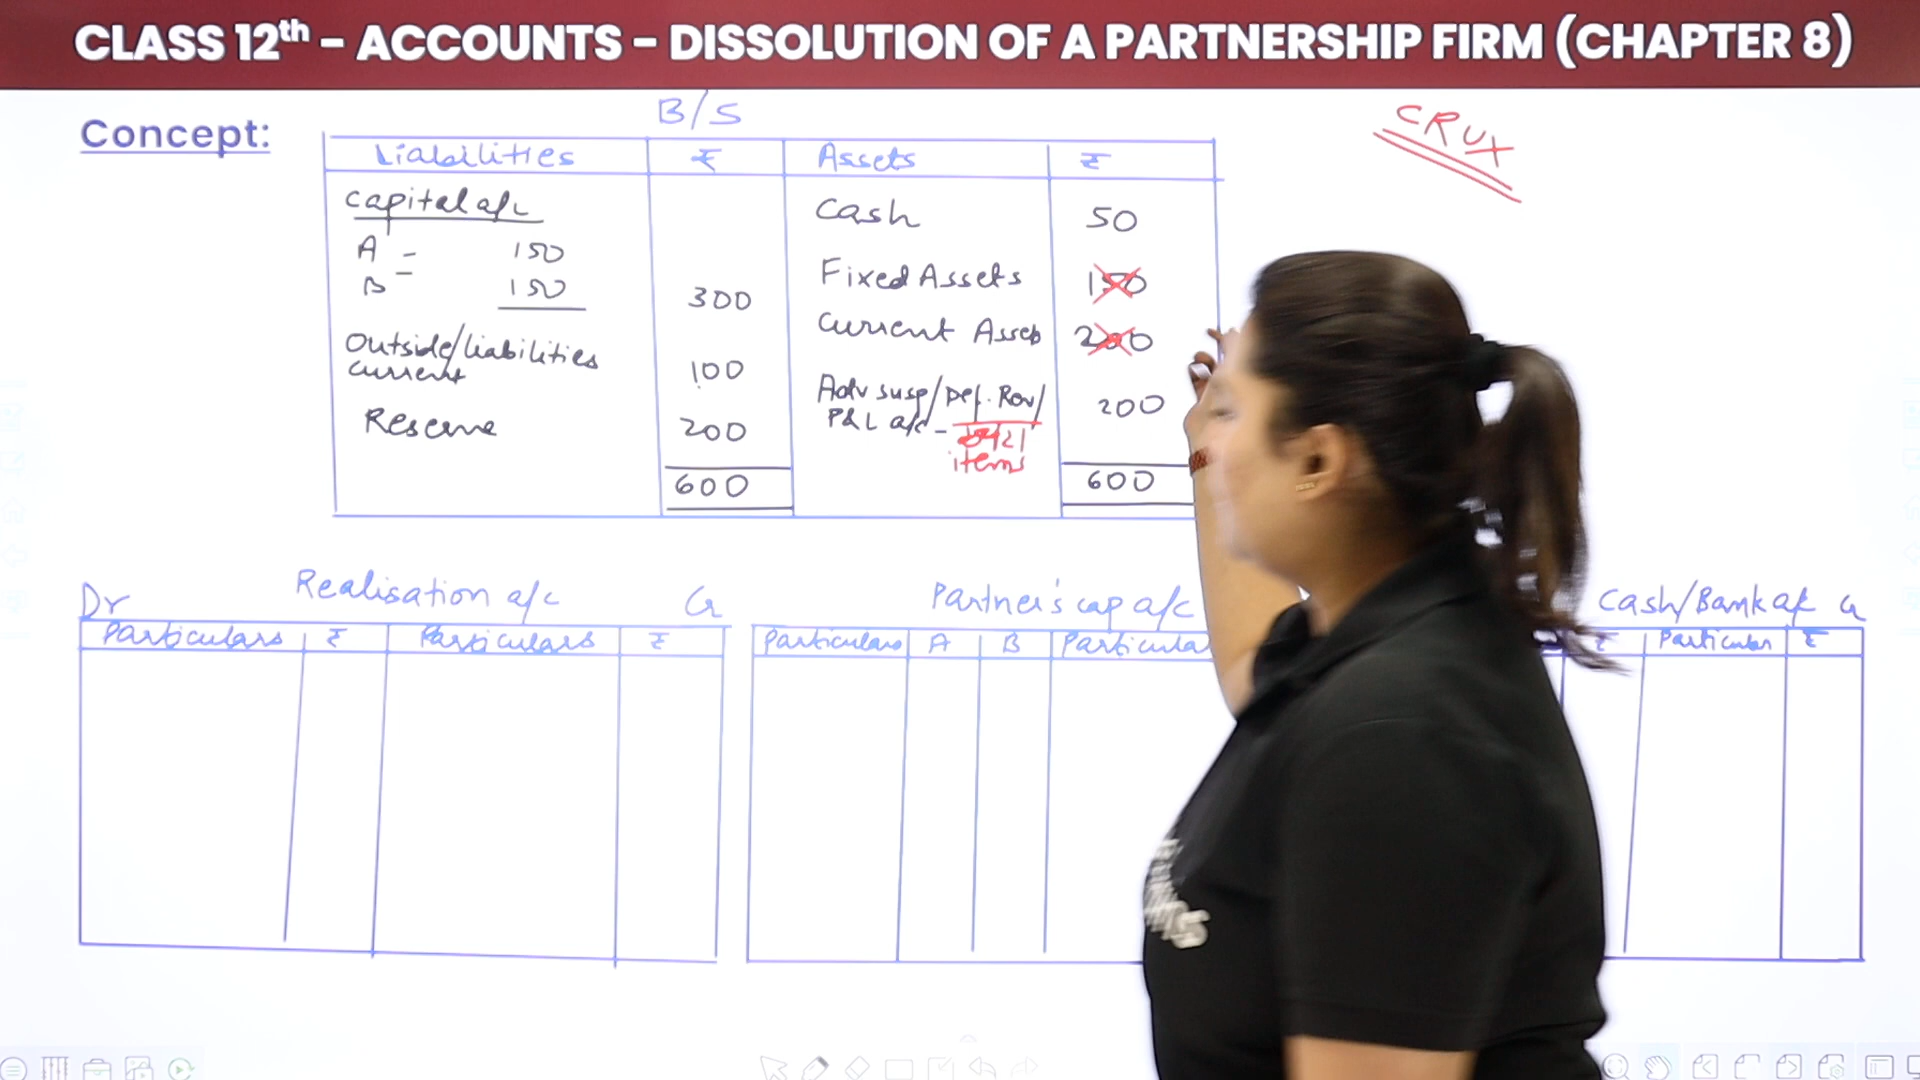 CLASS 12th - ACCOUNTS - DISSOLUTION OF A PARTNERSHIP FIRM (CHAPTER 8)
Concept:
B/S
CRUX
Liabilities ₹ Assets ₹
Capital a/c
Cash 50
A - 150
B 150 300
Fixed Assets 150
Current Assets 200
Outside/liabilities
Current 100
Adv susp/Def. Rev/ 200
P&L a/c - items
Reserve 200
600 600
Dr Realisation a/c Cr
Particulars ₹ Particulars ₹
Partner's cap a/c
Particulars A B Particula
Cash/Bank a/c Cr
₹ Particular ₹